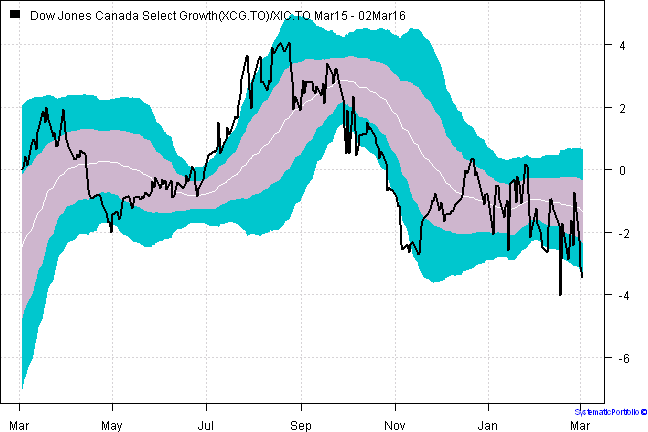 Dow Jones Canada Select Growth(XCG.TO)/XIC.TO Mar15 - 02Mar16
4
2
0
-2
-4
-6
Mar May Jul Sep Nov Jan Mar
SystematicPortfolio ©